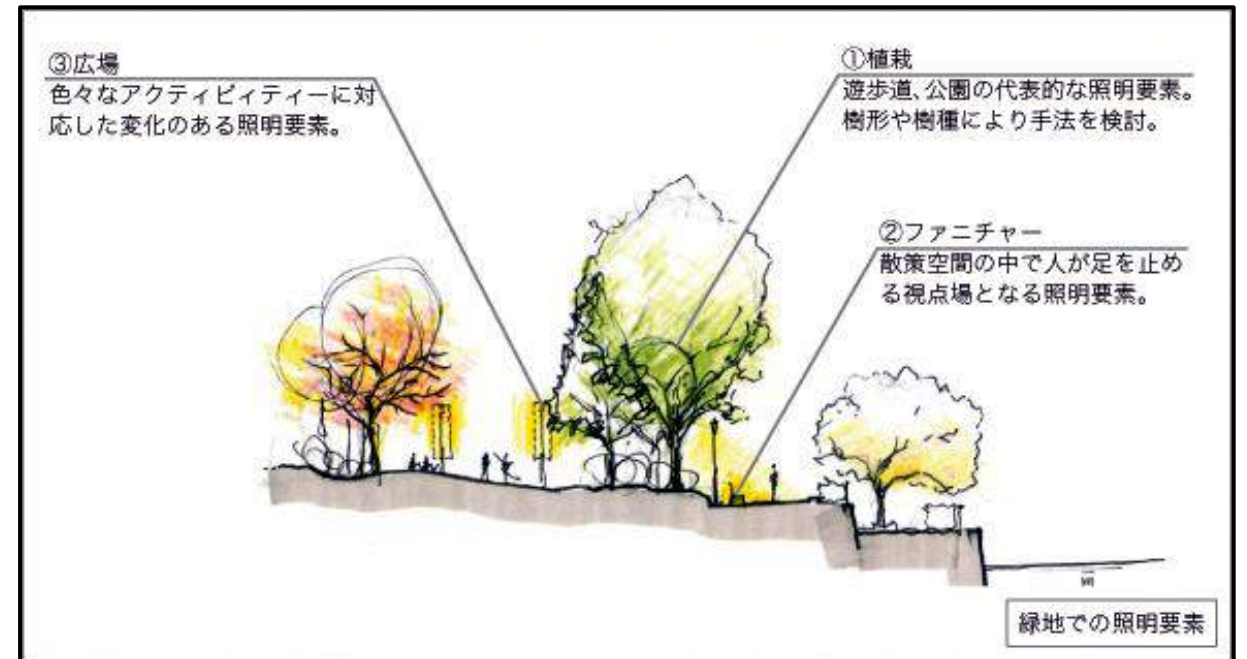 ③広場
色々なアクティビィティーに対
応した変化のある照明要素。
①植栽
遊歩道、公園の代表的な照明要素。
樹形や樹種により手法を検討。
②ファニチャー
散策空間の中で人が足を止め
る視点場となる照明要素。
緑地での照明要素